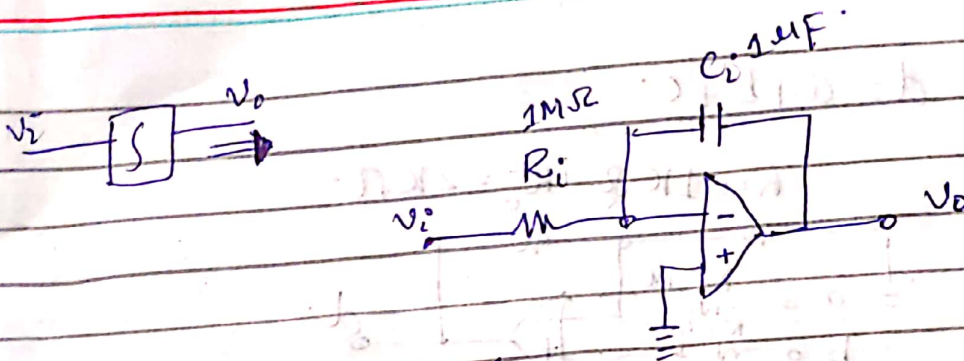 C_i 1μF
v_i ∫ v_o ⇒ 1MΩ
R_i
v_i - v_o
+